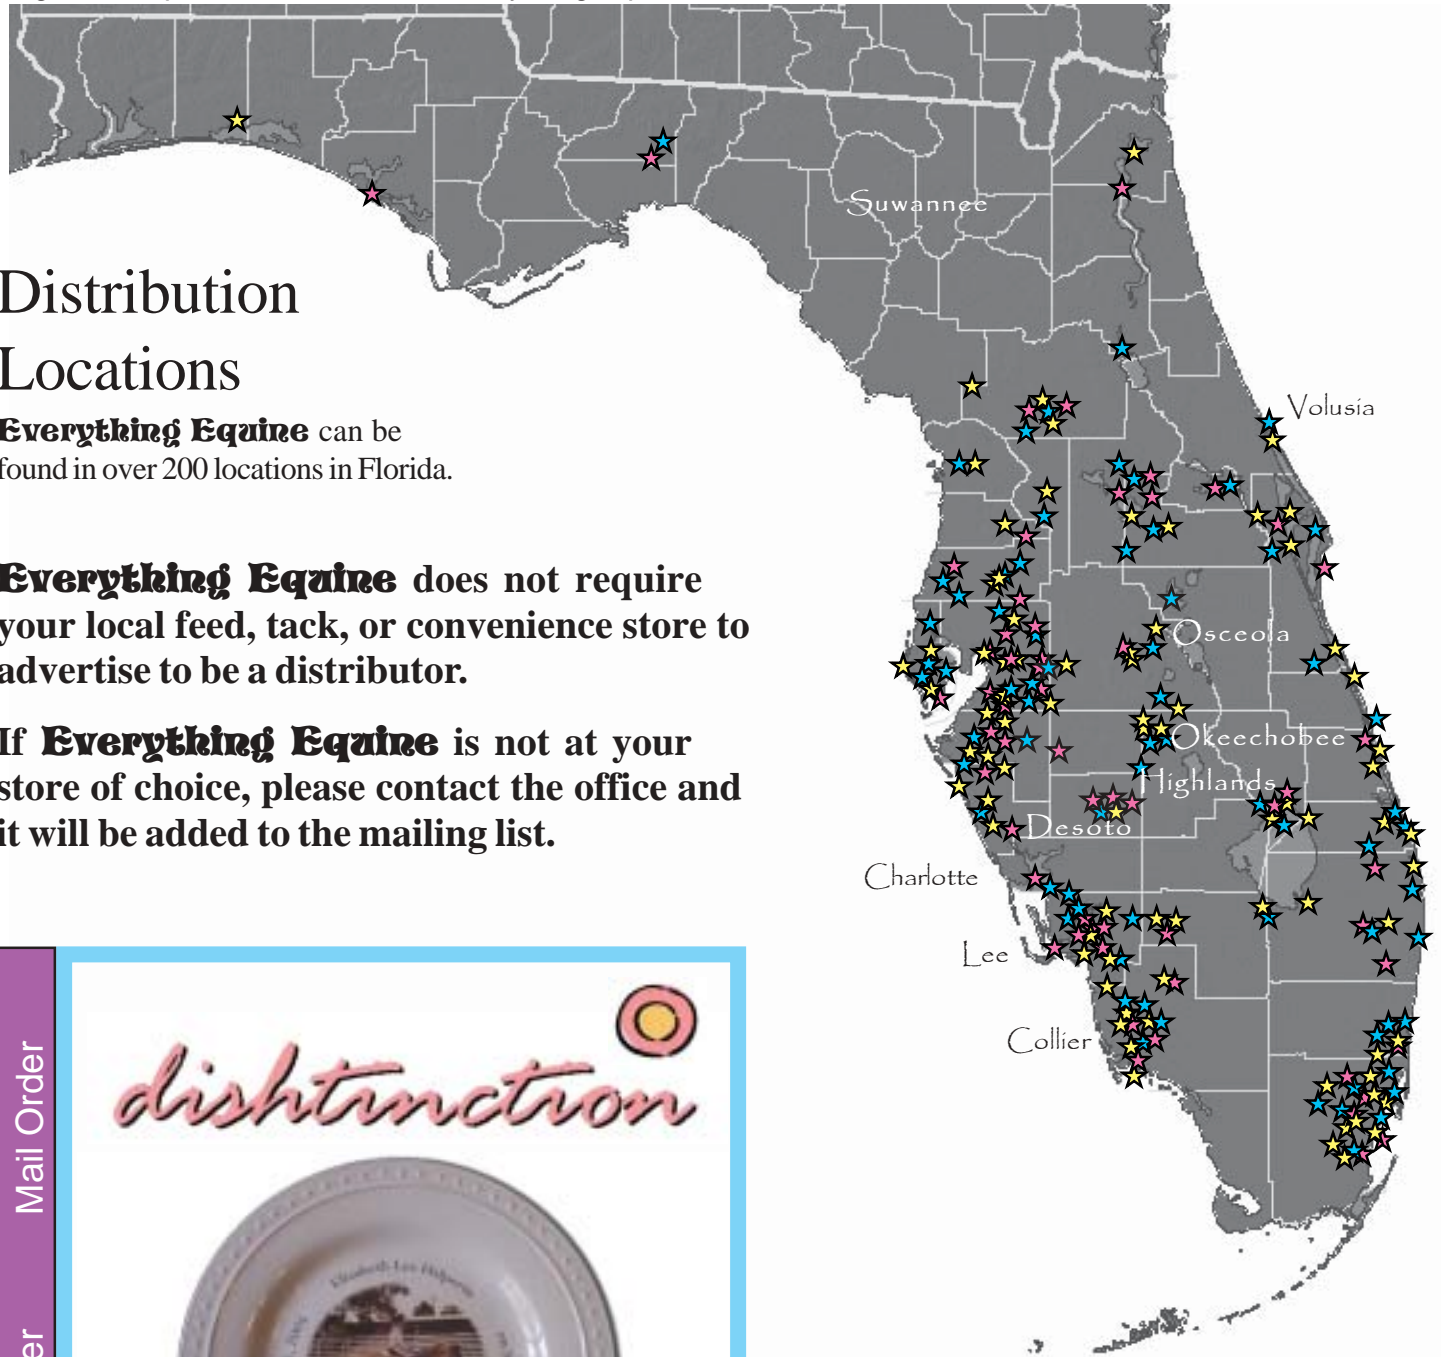 Distribution
Locations
Everything Equine can be
found in over 200 locations in Florida.
Everything Equine does not require
your local feed, tack, or convenience store to
advertise to be a distributor.
If Everything Equine is not at your
store of choice, please contact the office and
it will be added to the mailing list.
Suwannee
Volusia
Osceola
Okeechobee
Highlands
Desoto
Charlotte
Lee
Collier
Mail Order
er
dishtinction